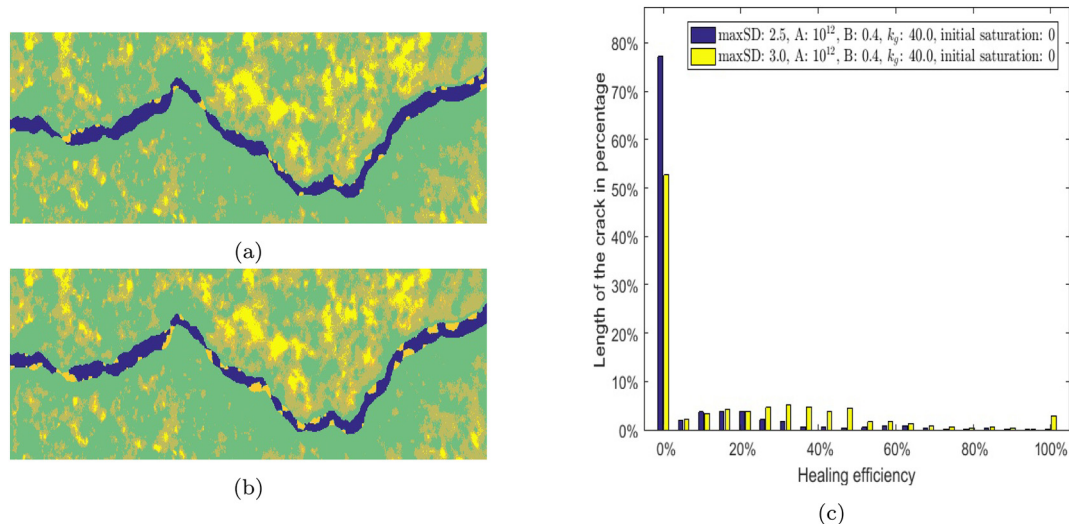 (a)
(b)
maxSD: 2.5, A: 10¹², B: 0.4, k_g: 40.0, initial saturation: 0
maxSD: 3.0, A: 10¹², B: 0.4, k_g: 40.0, initial saturation: 0
Length of the crack in percentage
80%
70%
60%
50%
40%
30%
20%
10%
0%
0%
20%
40%
60%
80%
100%
Healing efficiency
(c)